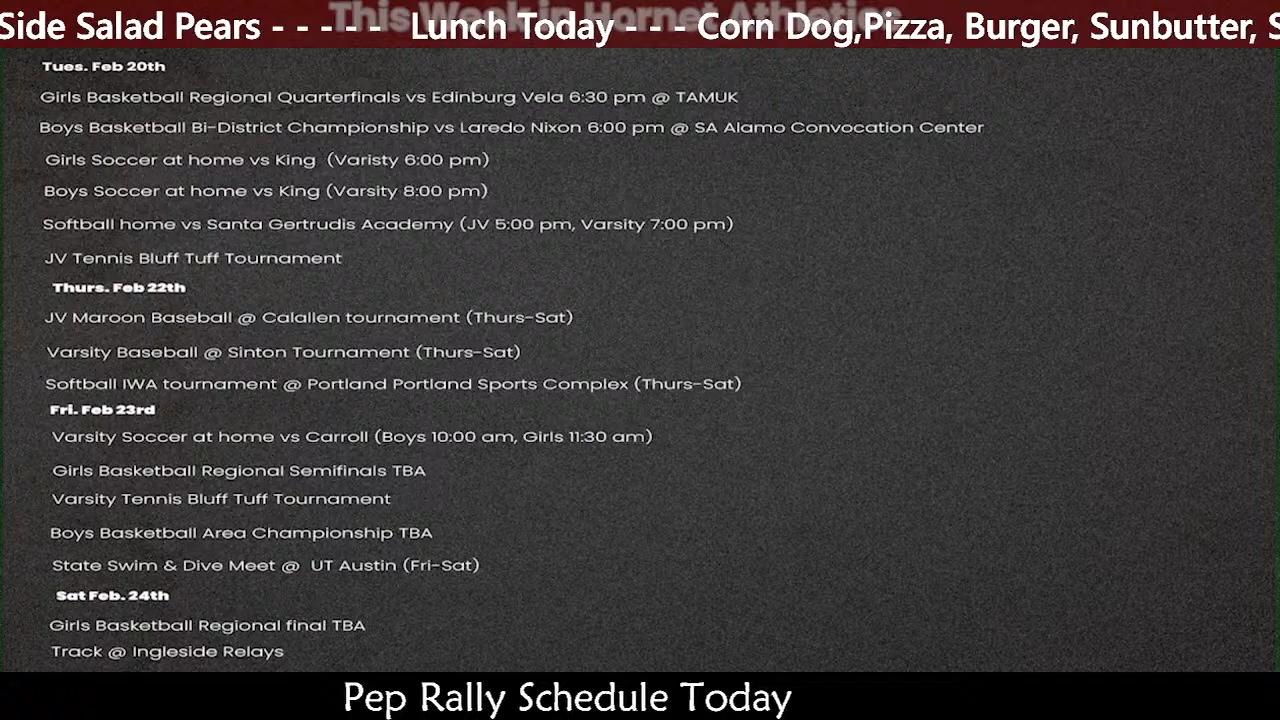 This Week in Hornet Athletics
Side Salad Pears - - - - - Lunch Today - - - Corn Dog,Pizza, Burger, Sunbutter, S
Tues. Feb 20th
Girls Basketball Regional Quarterfinals vs Edinburg Vela 6:30 pm @ TAMUK
Boys Basketball Bi-District Championship vs Laredo Nixon 6:00 pm @ SA Alamo Convocation Center
Girls Soccer at home vs King (Varisty 6:00 pm)
Boys Soccer at home vs King (Varsity 8:00 pm)
Softball home vs Santa Gertrudis Academy (JV 5:00 pm, Varsity 7:00 pm)
JV Tennis Bluff Tuff Tournament
Thurs. Feb 22th
JV Maroon Baseball @ Calallen tournament (Thurs-Sat)
Varsity Baseball @ Sinton Tournament (Thurs-Sat)
Softball IWA tournament @ Portland Portland Sports Complex (Thurs-Sat)
Fri. Feb 23rd
Varsity Soccer at home vs Carroll (Boys 10:00 am, Girls 11:30 am)
Girls Basketball Regional Semifinals TBA
Varsity Tennis Bluff Tuff Tournament
Boys Basketball Area Championship TBA
State Swim & Dive Meet @ UT Austin (Fri-Sat)
Sat Feb. 24th
Girls Basketball Regional final TBA
Track @ Ingleside Relays
Pep Rally Schedule Today